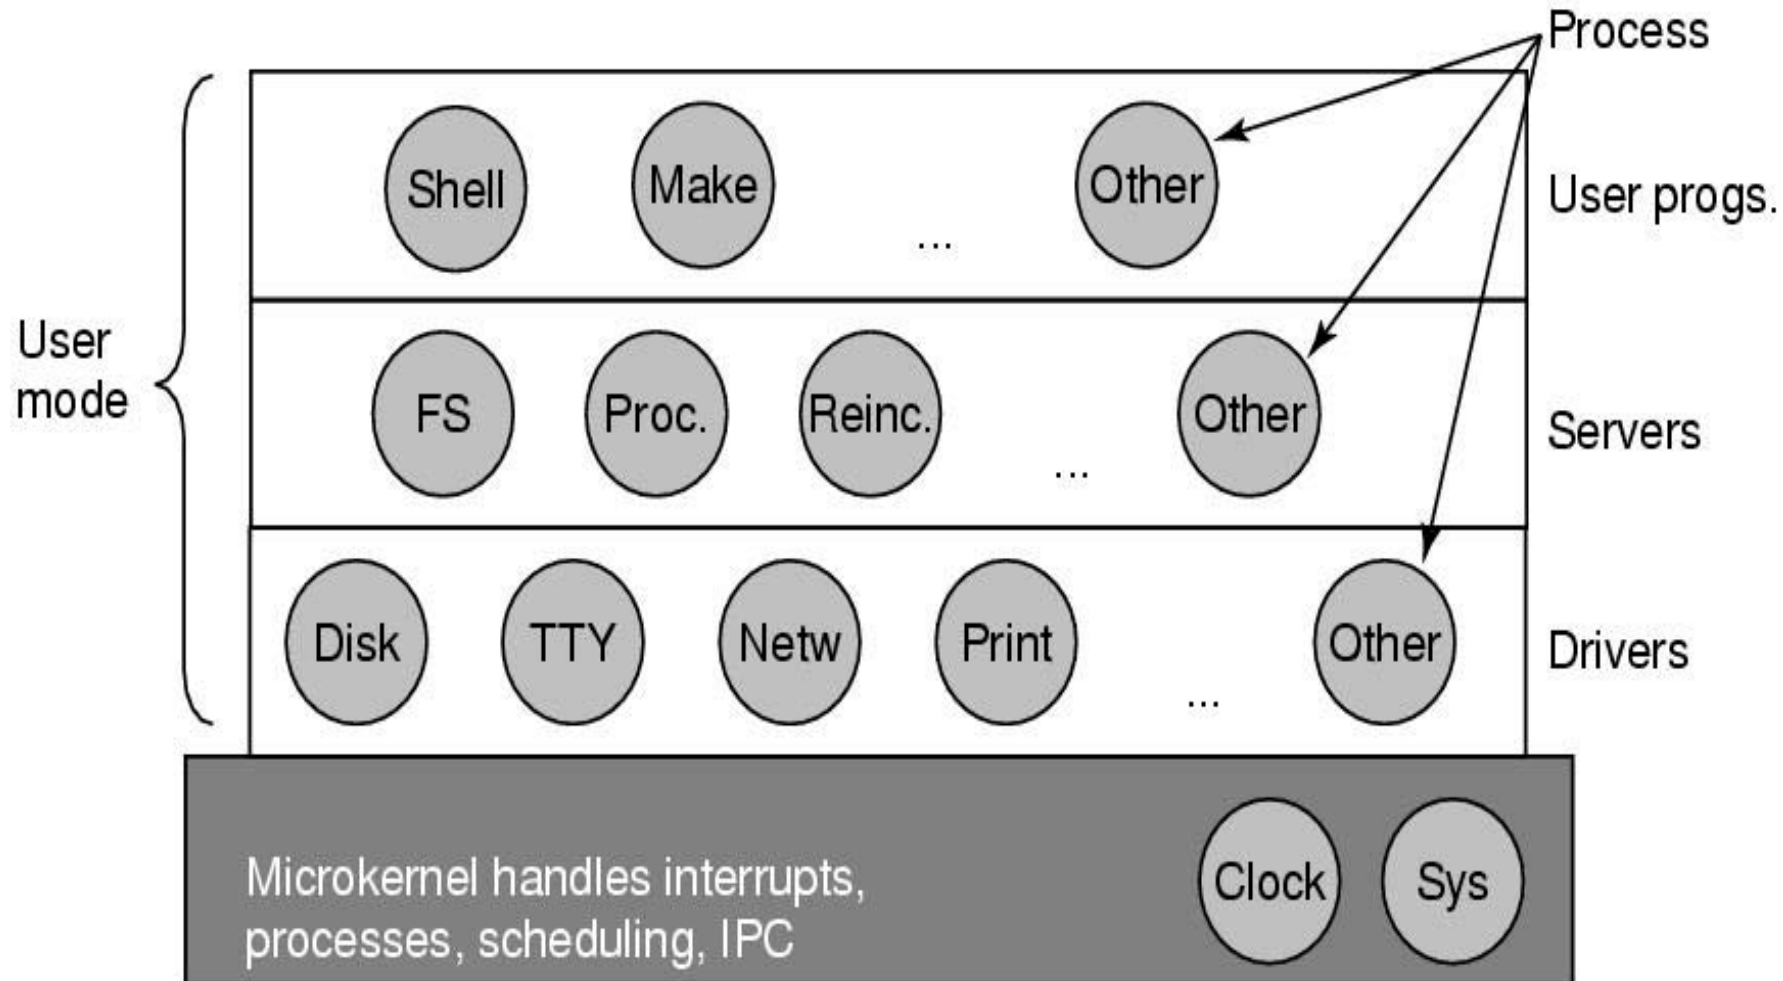 Process
Shell
Make
...
Other
User progs.
User
mode
FS
Proc.
Reinc.
...
Other
Servers
Disk
TTY
Netw
Print
...
Other
Drivers
Microkernel handles interrupts,
processes, scheduling, IPC
Clock
Sys